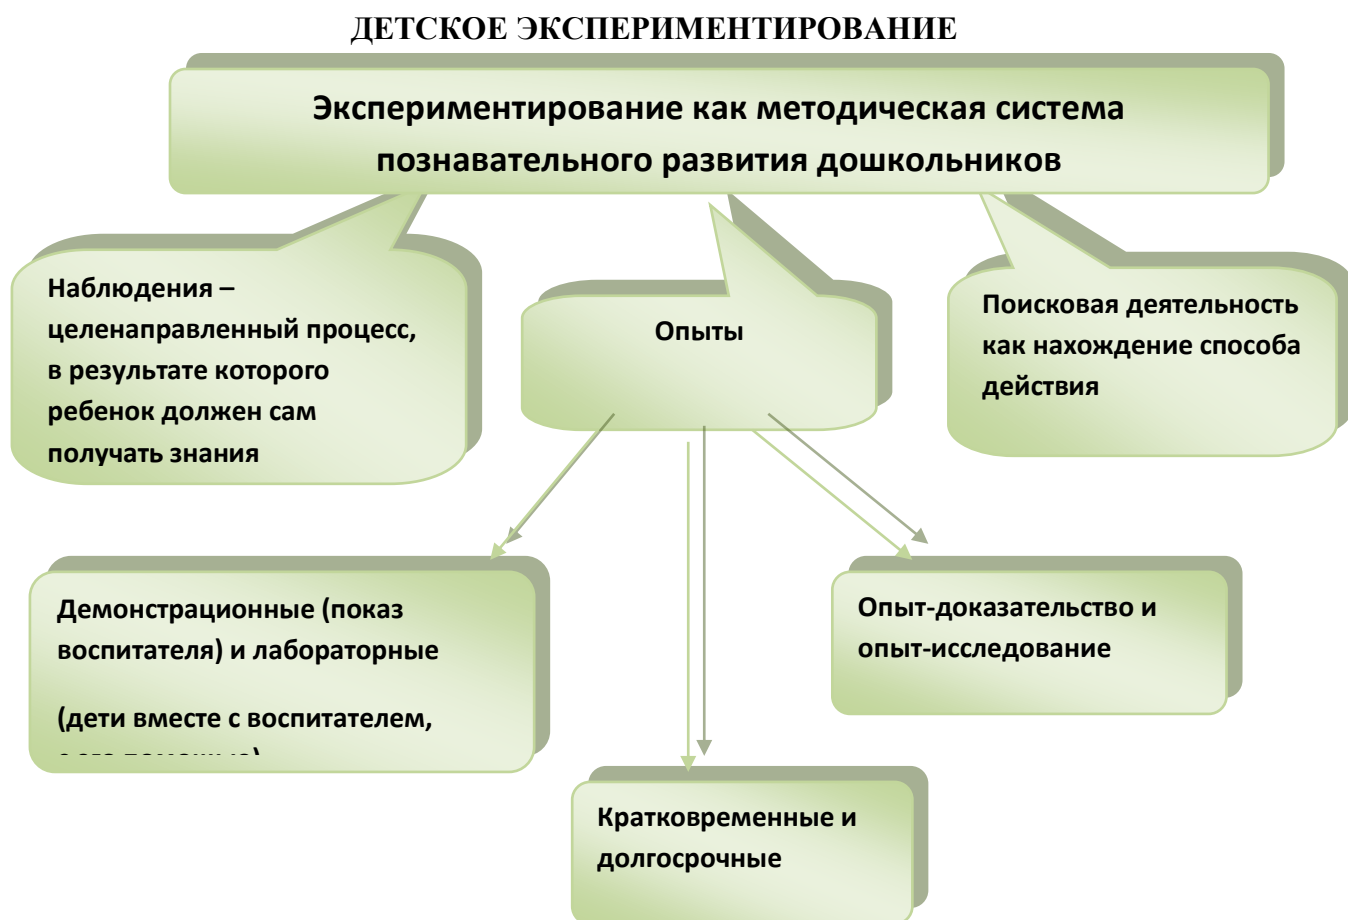 ДЕТСКОЕ ЭКСПЕРИМЕНТИРОВАНИЕ
Экспериментирование как методическая система
познавательного развития дошкольников
Наблюдения –
целенаправленный процесс,
в результате которого
ребенок должен сам
получать знания
Опыты
Поисковая деятельность
как нахождение способа
действия
Демонстрационные (показ
воспитателя) и лабораторные
(дети вместе с воспитателем,
Опыт-доказательство и
опыт-исследование
Кратковременные и
долгосрочные